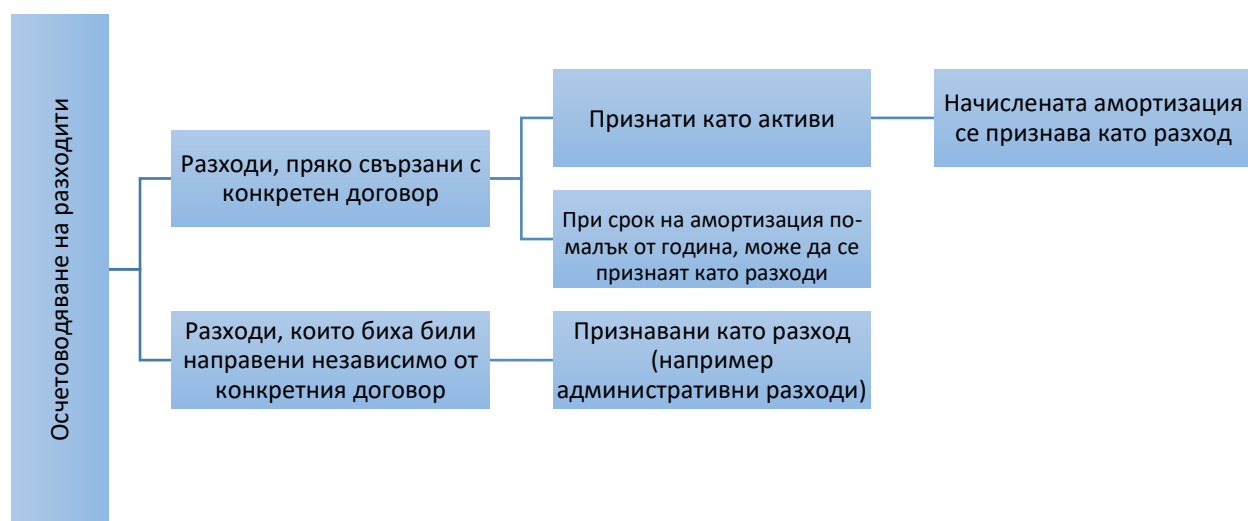 Осчетоводяване на разходити
Разходи, пряко свързани с
конкретен договор
Признати като активи
Начислената амортизация
се признава като разход
При срок на амортизация по-
малък от година, може да се
признаят като разходи
Разходи, които биха били
направени независимо от
конкретния договор
Признавани като разход
(например
административни разходи)